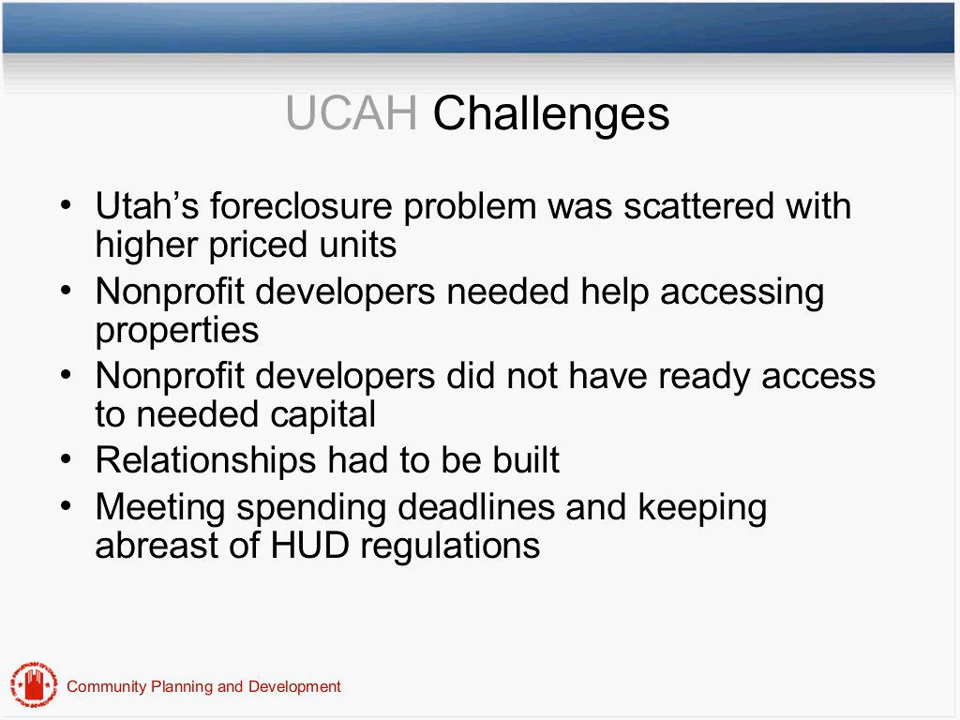 UCAH Challenges
• Utah’s foreclosure problem was scattered with
higher priced units
• Nonprofit developers needed help accessing
properties
• Nonprofit developers did not have ready access
to needed capital
• Relationships had to be built
• Meeting spending deadlines and keeping
abreast of HUD regulations
Community Planning and Development